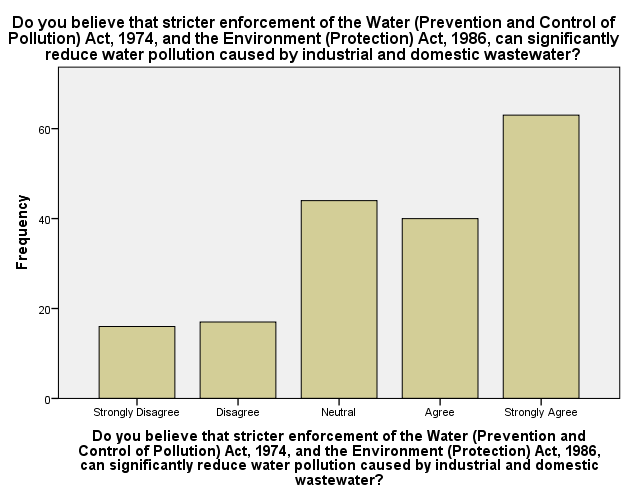 Do you believe that stricter enforcement of the Water (Prevention and Control of
Pollution) Act, 1974, and the Environment (Protection) Act, 1986, can significantly
reduce water pollution caused by industrial and domestic wastewater?
60
40
20
0
Frequency
Strongly Disagree
Disagree
Neutral
Agree
Strongly Agree
Do you believe that stricter enforcement of the Water (Prevention and
Control of Pollution) Act, 1974, and the Environment (Protection) Act, 1986,
can significantly reduce water pollution caused by industrial and domestic
wastewater?